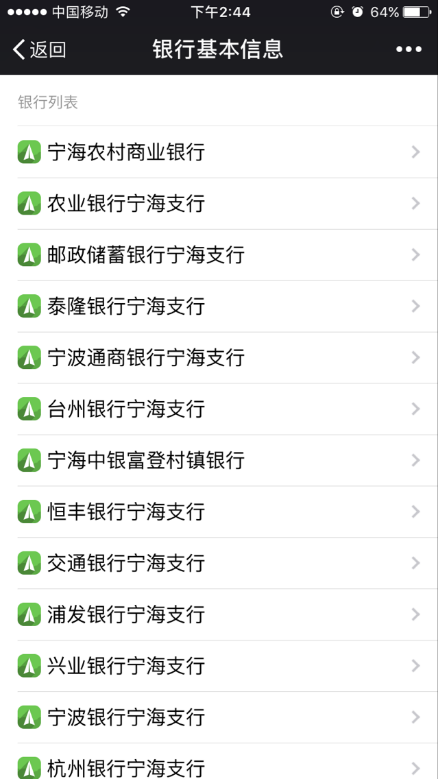 中国移动 下午2:44 64%
返回 银行基本信息
银行列表
宁海农村商业银行
农业银行宁海支行
邮政储蓄银行宁海支行
泰隆银行宁海支行
宁波通商银行宁海支行
台州银行宁海支行
宁海中银富登村镇银行
恒丰银行宁海支行
交通银行宁海支行
浦发银行宁海支行
兴业银行宁海支行
宁波银行宁海支行
杭州银行宁海支行